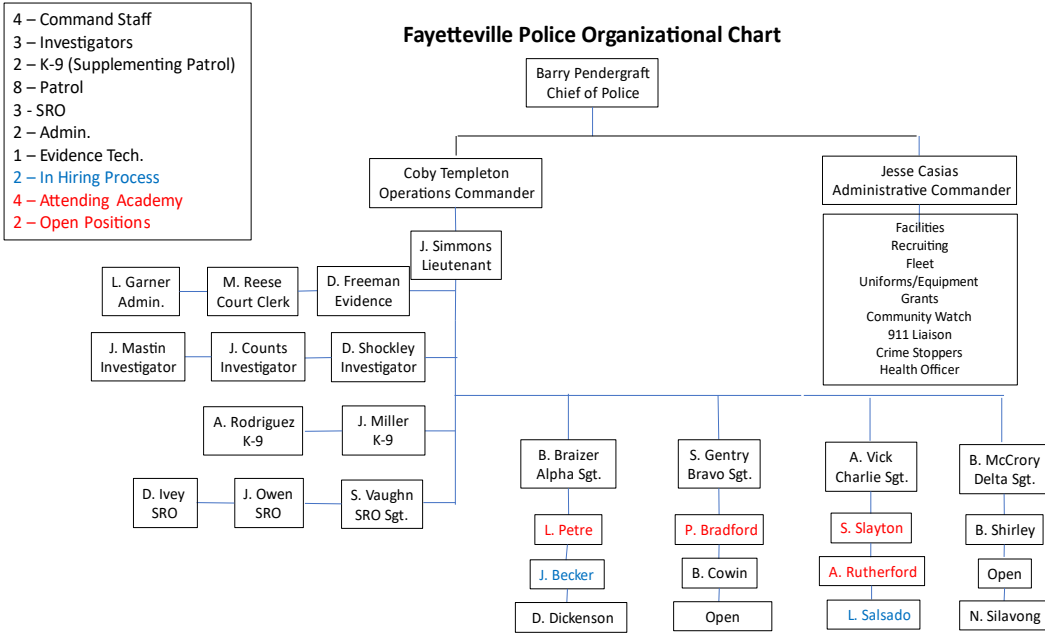 4 – Command Staff
3 – Investigators
2 – K-9 (Supplementing Patrol)
8 – Patrol
3 - SRO
2 – Admin.
1 – Evidence Tech.
2 – In Hiring Process
4 – Attending Academy
2 – Open Positions
Fayetteville Police Organizational Chart
Barry Pendergraft
Chief of Police
Coby Templeton
Operations Commander
Jesse Casias
Administrative Commander
Facilities
Recruiting
Fleet
Uniforms/Equipment
Grants
Community Watch
911 Liaison
Crime Stoppers
Health Officer
J. Simmons
Lieutenant
L. Garner
Admin.
M. Reese
Court Clerk
D. Freeman
Evidence
J. Mastin
Investigator
J. Counts
Investigator
D. Shockley
Investigator
A. Rodriguez
K-9
J. Miller
K-9
D. Ivey
SRO
J. Owen
SRO
S. Vaughn
SRO Sgt.
B. Braizer
Alpha Sgt.
L. Petre
J. Becker
D. Dickenson
S. Gentry
Bravo Sgt.
P. Bradford
B. Cowin
Open
A. Vick
Charlie Sgt.
S. Slayton
A. Rutherford
L. Salsado
B. McCrory
Delta Sgt.
B. Shirley
Open
N. Silavong